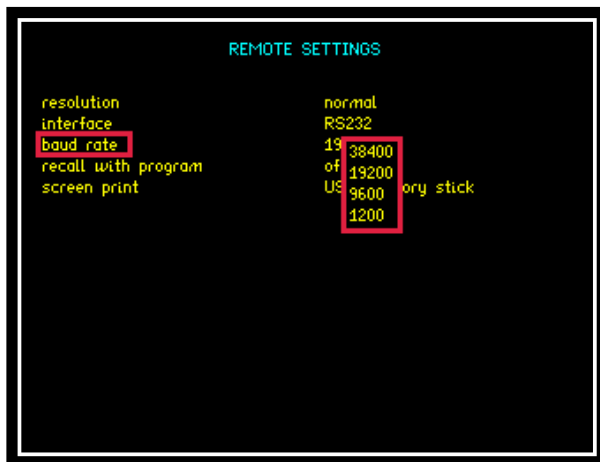 REMOTE SETTINGS
resolution normal
interface RS232
baud rate 19
38400
recall with program of
19200
screen print US ory stick
9600
1200